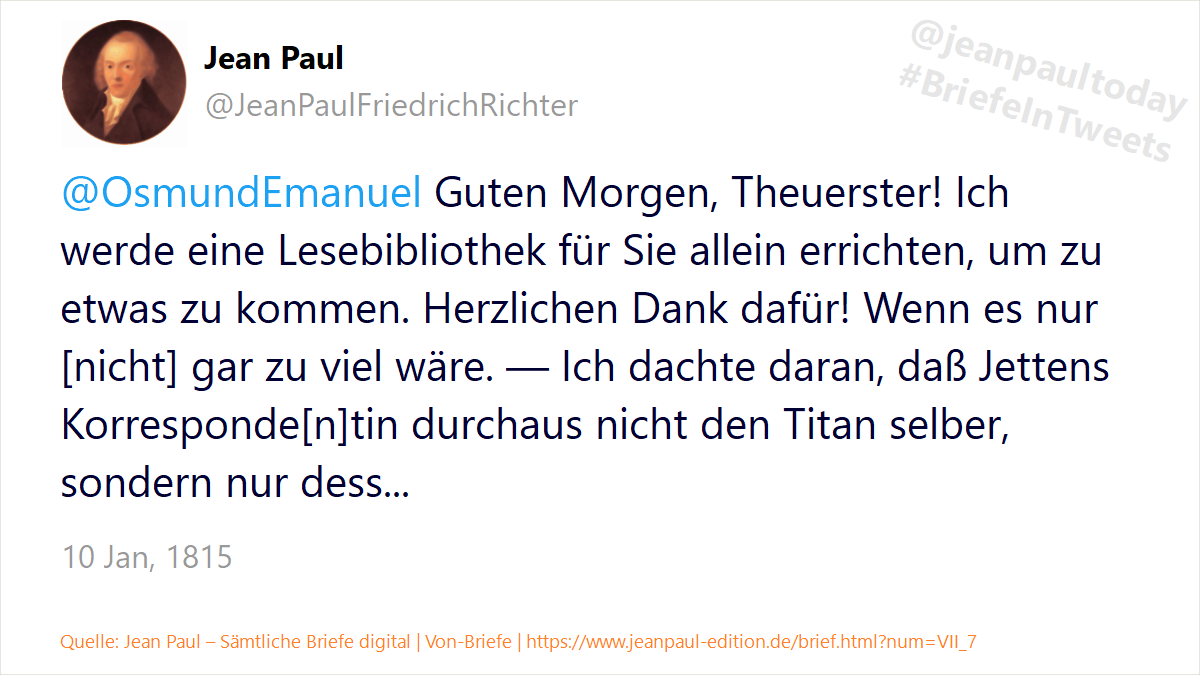 Jean Paul
@JeanPaulFriedrichRichter
@jeanpaultoday
#BriefeInTweets
@OsmundEmanuel Guten Morgen, Theuerster! Ich
werde eine Lesebibliothek für Sie allein errichten, um zu
etwas zu kommen. Herzlichen Dank dafür! Wenn es nur
[nicht] gar zu viel wäre. — Ich dachte daran, daß Jettens
Korresponde[n]tin durchaus nicht den Titan selber,
sondern nur dess...
10 Jan, 1815
Quelle: Jean Paul – Sämtliche Briefe digital | Von-Briefe | https://www.jeanpaul-edition.de/brief.html?num=VII_7